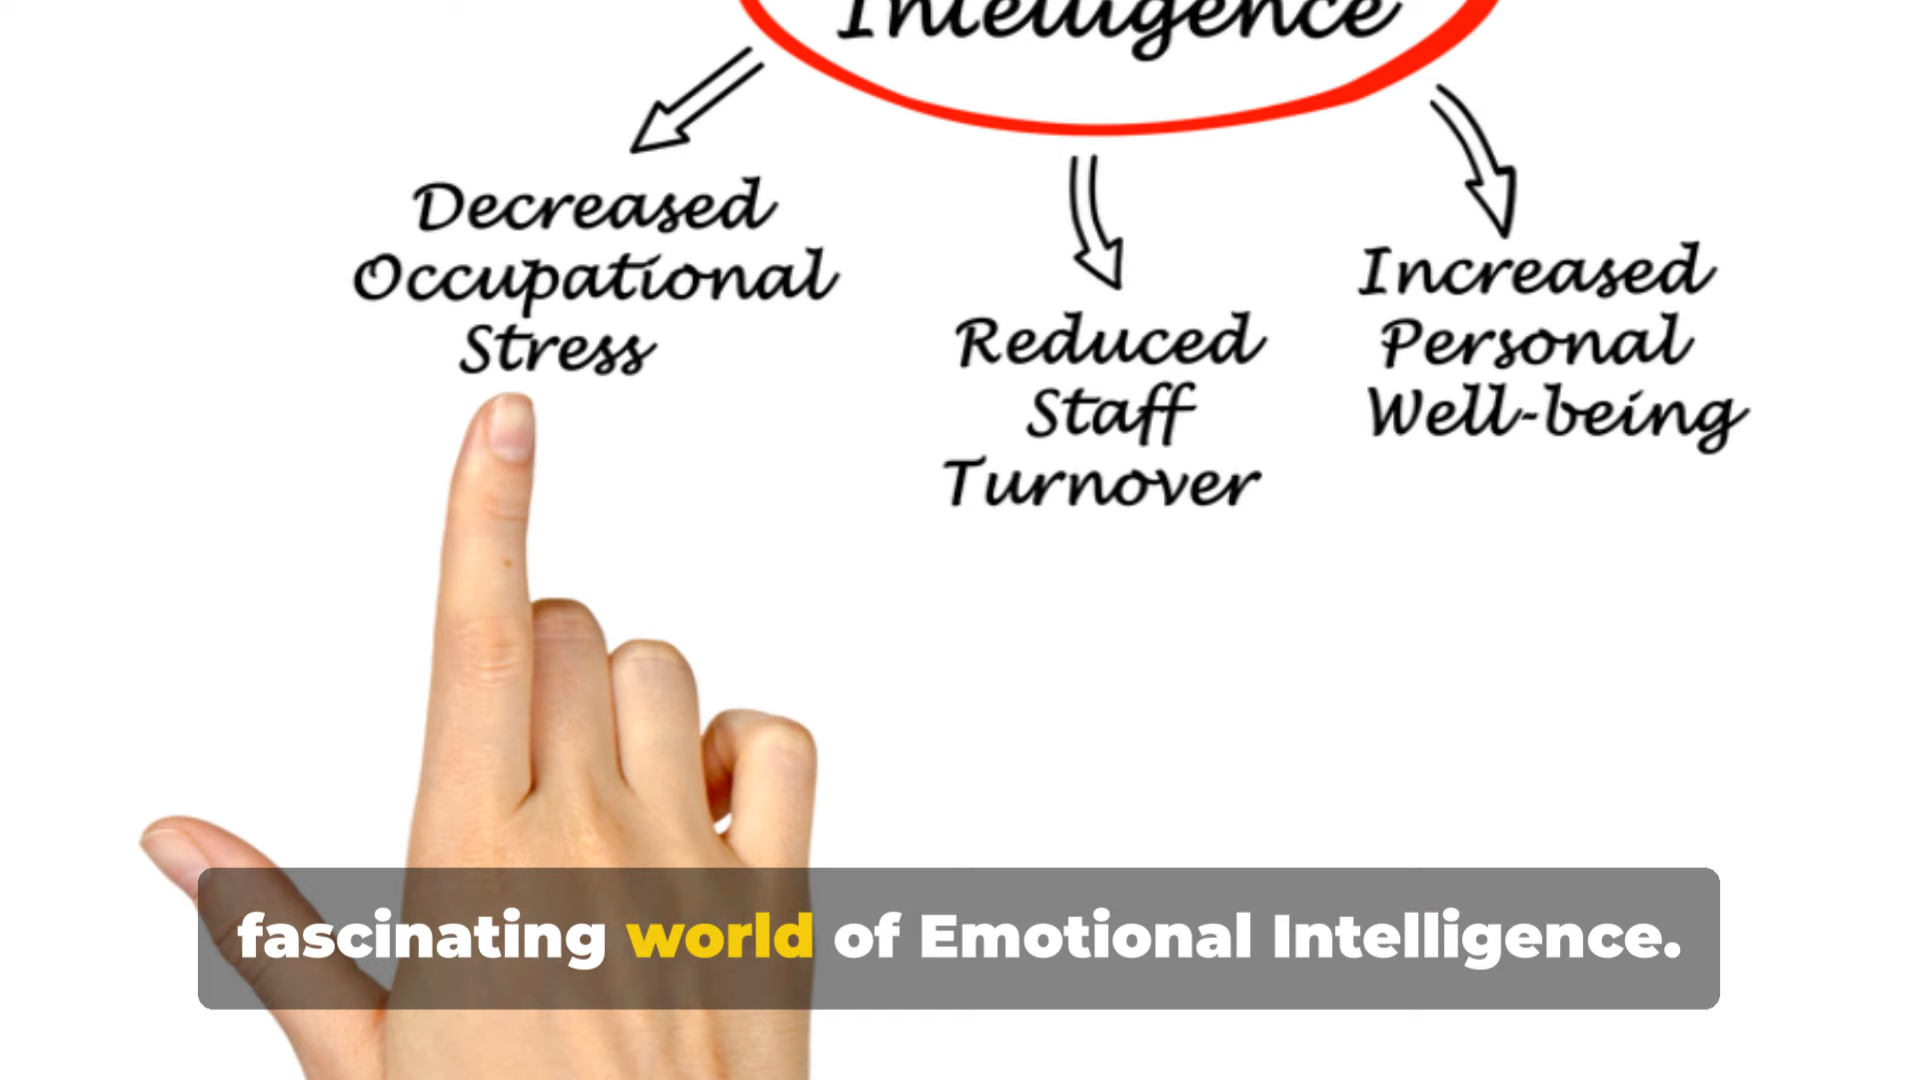 Intelligence
Decreased
Occupational
Stress
Reduced
Staff
Turnover
Increased
Personal
Well-being
fascinating world of Emotional Intelligence.